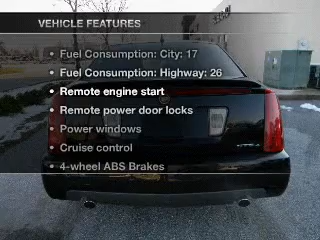 VEHICLE FEATURES
• Fuel Consumption: City: 17
• Fuel Consumption: Highway: 26
• Remote engine start
• Remote power door locks
• Power windows
• Cruise control
• 4-wheel ABS Brakes